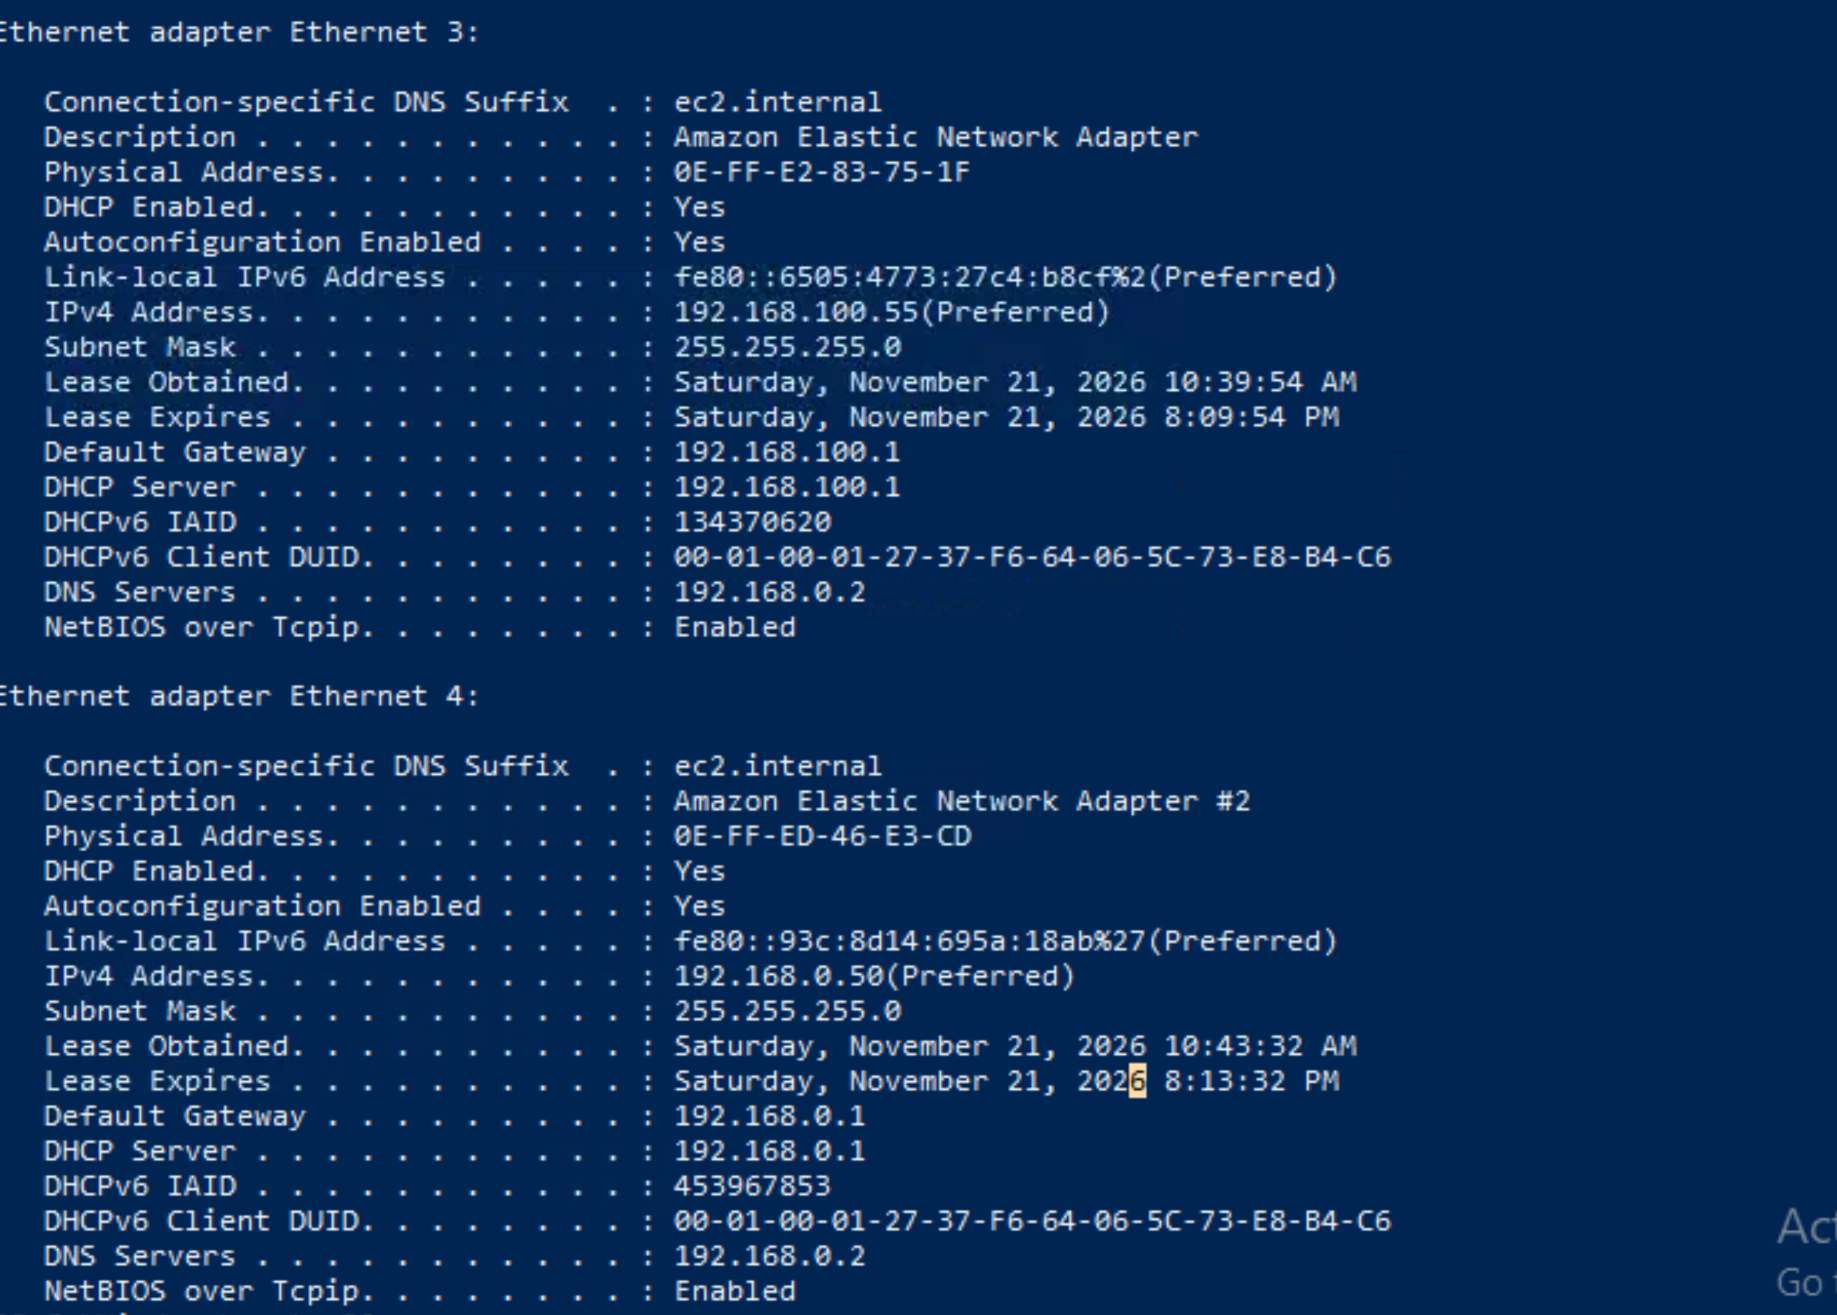 Ethernet adapter Ethernet 3:
Connection-specific DNS Suffix  . : ec2.internal
Description . . . . . . . . . . . : Amazon Elastic Network Adapter
Physical Address. . . . . . . . . : 0E-FF-E2-83-75-1F
DHCP Enabled. . . . . . . . . . . : Yes
Autoconfiguration Enabled . . . . : Yes
Link-local IPv6 Address . . . . . : fe80::6505:4773:27c4:b8cf%2(Preferred)
IPv4 Address. . . . . . . . . . . : 192.168.100.55(Preferred)
Subnet Mask . . . . . . . . . . . : 255.255.255.0
Lease Obtained. . . . . . . . . . : Saturday, November 21, 2026 10:39:54 AM
Lease Expires . . . . . . . . . . : Saturday, November 21, 2026 8:09:54 PM
Default Gateway . . . . . . . . . : 192.168.100.1
DHCP Server . . . . . . . . . . . : 192.168.100.1
DHCPv6 IAID . . . . . . . . . . . : 134370620
DHCPv6 Client DUID. . . . . . . . : 00-01-00-01-27-37-F6-64-06-5C-73-E8-B4-C6
DNS Servers . . . . . . . . . . . : 192.168.0.2
NetBIOS over Tcpip. . . . . . . . : Enabled
Ethernet adapter Ethernet 4:
Connection-specific DNS Suffix  . : ec2.internal
Description . . . . . . . . . . . : Amazon Elastic Network Adapter #2
Physical Address. . . . . . . . . : 0E-FF-ED-46-E3-CD
DHCP Enabled. . . . . . . . . . . : Yes
Autoconfiguration Enabled . . . . : Yes
Link-local IPv6 Address . . . . . : fe80::93c:8d14:695a:18ab%27(Preferred)
IPv4 Address. . . . . . . . . . . : 192.168.0.50(Preferred)
Subnet Mask . . . . . . . . . . . : 255.255.255.0
Lease Obtained. . . . . . . . . . : Saturday, November 21, 2026 10:43:32 AM
Lease Expires . . . . . . . . . . : Saturday, November 21, 2026 8:13:32 PM
Default Gateway . . . . . . . . . : 192.168.0.1
DHCP Server . . . . . . . . . . . : 192.168.0.1
DHCPv6 IAID . . . . . . . . . . . : 453967853
DHCPv6 Client DUID. . . . . . . . : 00-01-00-01-27-37-F6-64-06-5C-73-E8-B4-C6
DNS Servers . . . . . . . . . . . : 192.168.0.2
NetBIOS over Tcpip. . . . . . . . : Enabled
Go